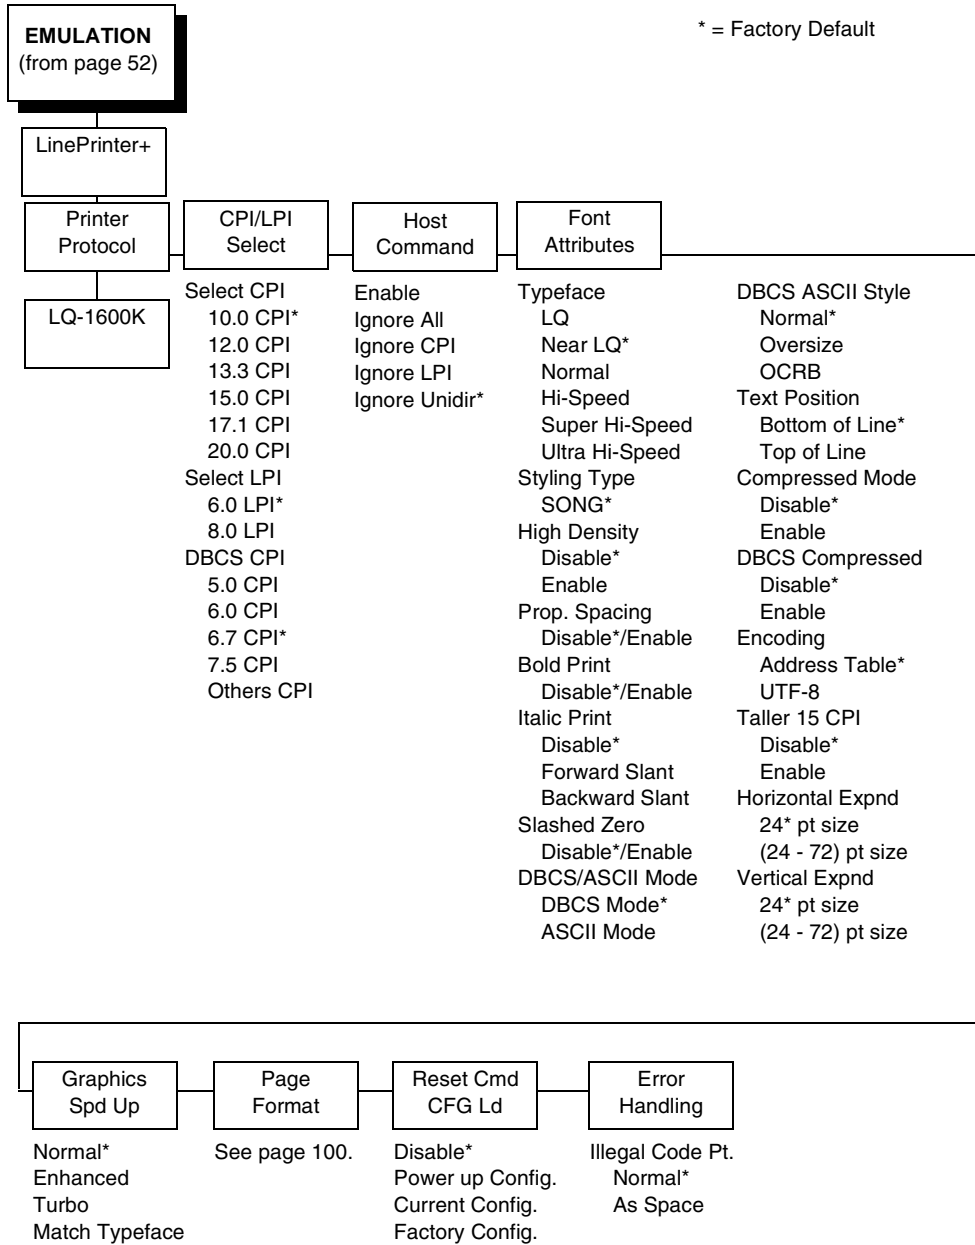 EMULATION
(from page 52)
* = Factory Default
LinePrinter+
Printer
Protocol
LQ-1600K
CPI/LPI
Select
Select CPI
10.0 CPI*
12.0 CPI
13.3 CPI
15.0 CPI
17.1 CPI
20.0 CPI
Select LPI
6.0 LPI*
8.0 LPI
DBCS CPI
5.0 CPI
6.0 CPI
6.7 CPI*
7.5 CPI
Others CPI
Host
Command
Enable
Ignore All
Ignore CPI
Ignore LPI
Ignore Unidir*
Font
Attributes
Typeface
LQ
Near LQ*
Normal
Hi-Speed
Super Hi-Speed
Ultra Hi-Speed
Styling Type
SONG*
High Density
Disable*
Enable
Prop. Spacing
Disable*/Enable
Bold Print
Disable*/Enable
Italic Print
Disable*
Forward Slant
Backward Slant
Slashed Zero
Disable*/Enable
DBCS/ASCII Mode
DBCS Mode*
ASCII Mode
DBCS ASCII Style
Normal*
Oversize
OCRB
Text Position
Bottom of Line*
Top of Line
Compressed Mode
Disable*
Enable
DBCS Compressed
Disable*
Enable
Encoding
Address Table*
UTF-8
Taller 15 CPI
Disable*
Enable
Horizontal Expnd
24* pt size
(24 - 72) pt size
Vertical Expnd
24* pt size
(24 - 72) pt size
Graphics
Spd Up
Normal*
Enhanced
Turbo
Match Typeface
Page
Format
See page 100.
Reset Cmd
CFG Ld
Disable*
Power up Config.
Current Config.
Factory Config.
Error
Handling
Illegal Code Pt.
Normal*
As Space